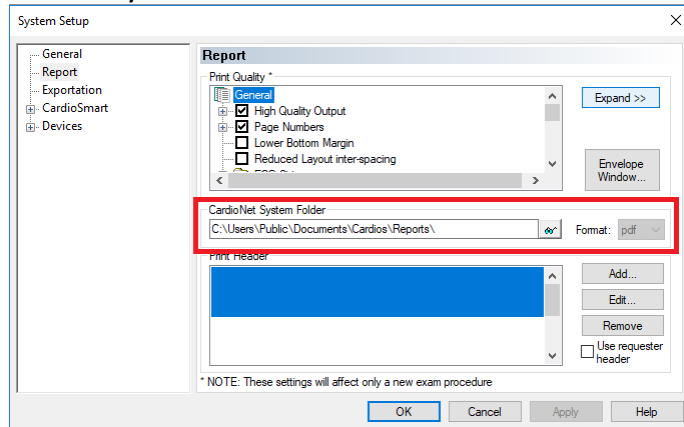 System Setup
General
Report
Exportation
CardioSmart
Devices
Report
Print Quality *
General
High Quality Output
Page Numbers
Lower Bottom Margin
Reduced Layout inter-spacing
Expand >>
Envelope
Window...
CardioNet System Folder
C:\Users\Public\Documents\Cardios\Reports\
Format: pdf
Print Header
Add...
Edit...
Remove
Use requester
header
* NOTE: These settings will affect only a new exam procedure
OK Cancel Apply Help